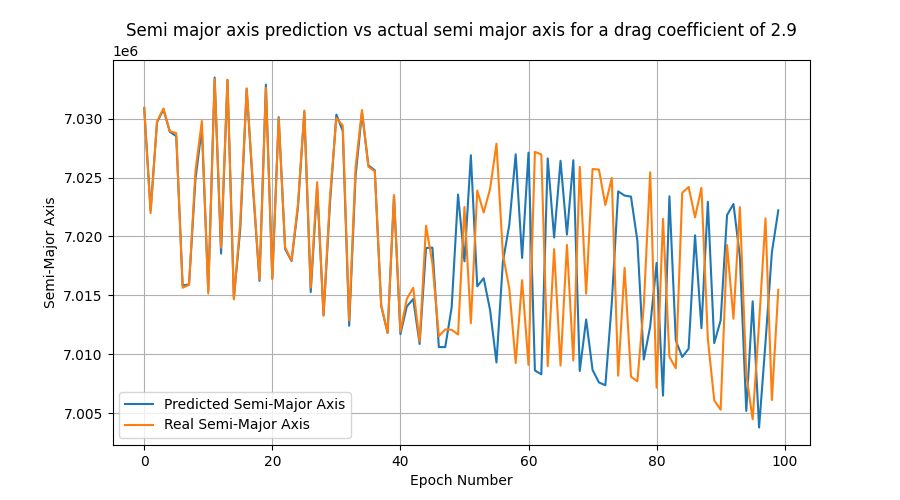 Semi major axis prediction vs actual semi major axis for a drag coefficient of 2.9
1e6
7.030
7.025
7.020
7.015
7.010
7.005
Semi-Major Axis
Predicted Semi-Major Axis
Real Semi-Major Axis
0 20 40 60 80 100
Epoch Number